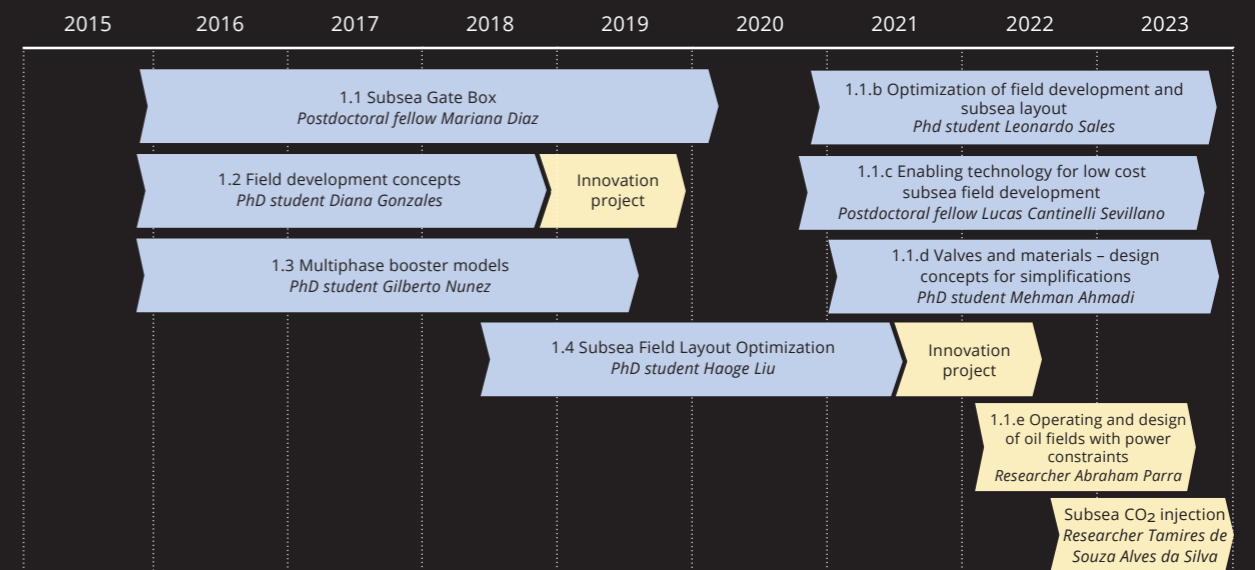 2015 2016 2017 2018 2019 2020 2021 2022 2023
1.1 Subsea Gate Box
Postdoctoral fellow Mariana Diaz
1.1.b Optimization of field development and
subsea layout
Phd student Leonardo Sales
1.2 Field development concepts
PhD student Diana Gonzales
Innovation
project
1.1.c Enabling technology for low cost
subsea field development
Postdoctoral fellow Lucas Cantinelli Sevillano
1.3 Multiphase booster models
PhD student Gilberto Nunez
1.1.d Valves and materials – design
concepts for simplifications
PhD student Mehman Ahmadi
1.4 Subsea Field Layout Optimization
PhD student Haoge Liu
Innovation
project
1.1.e Operating and design
of oil fields with power
constraints
Researcher Abraham Parra
Subsea CO₂ injection
Researcher Tamires de
Souza Alves da Silva